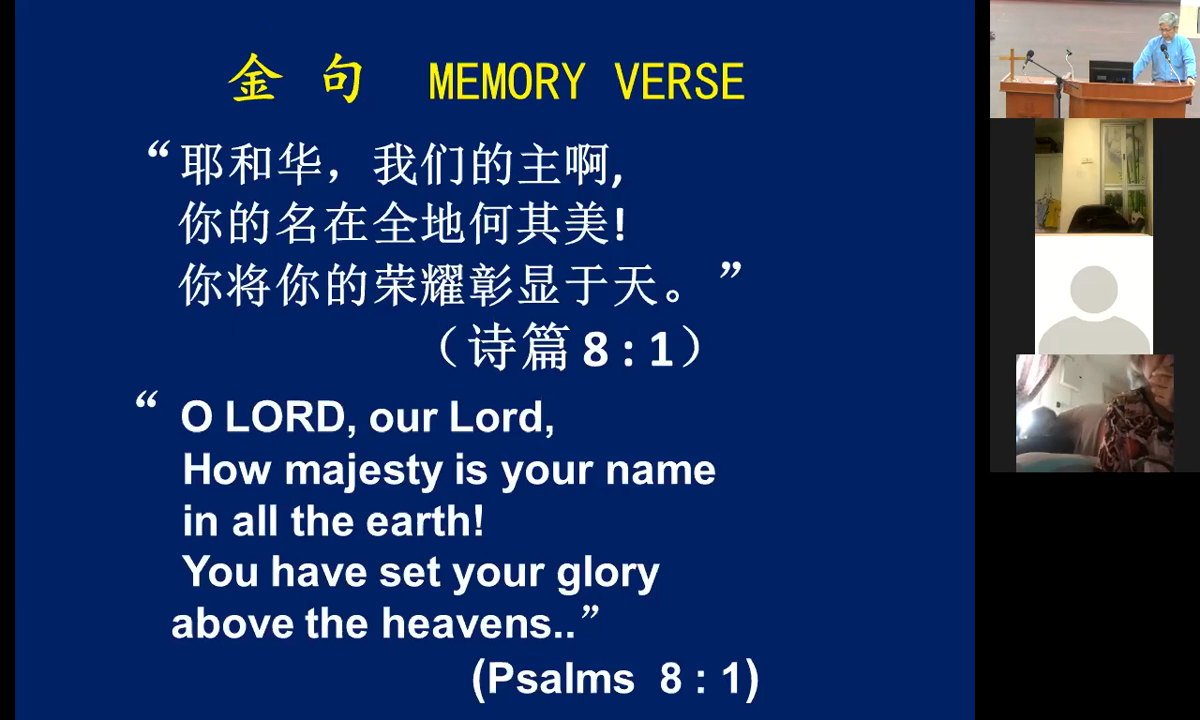 金 句 MEMORY VERSE
“耶和华，我们的主啊,
你的名在全地何其美!
你将你的荣耀彰显于天。”
（诗篇 8 : 1）
“ O LORD, our Lord,
How majesty is your name
in all the earth!
You have set your glory
above the heavens..”
(Psalms 8 : 1)